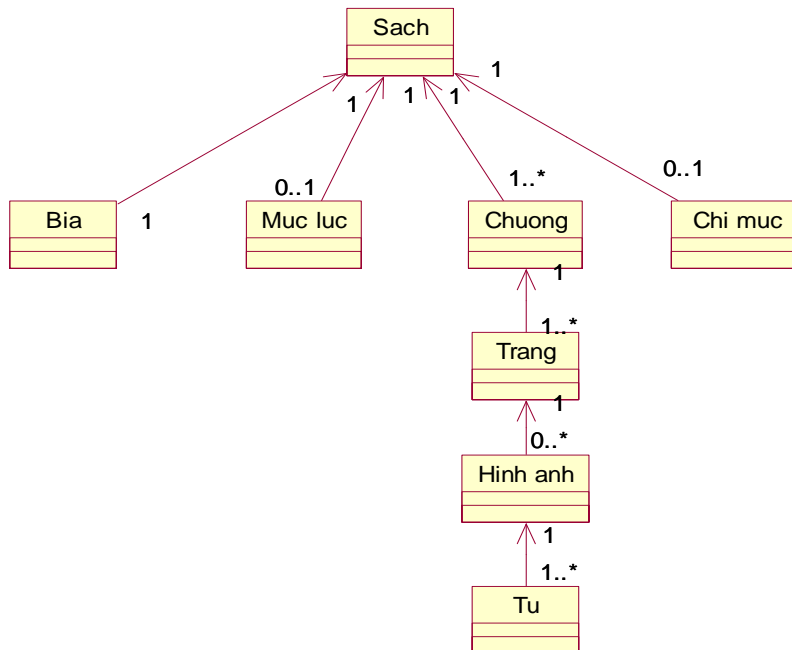 Sach
1
1 1 1
0..1 1..* 0..1
Bia 1 Muc luc Chuong Chi muc
1
1..*
Trang
1
0..*
Hinh anh
1
1..*
Tu